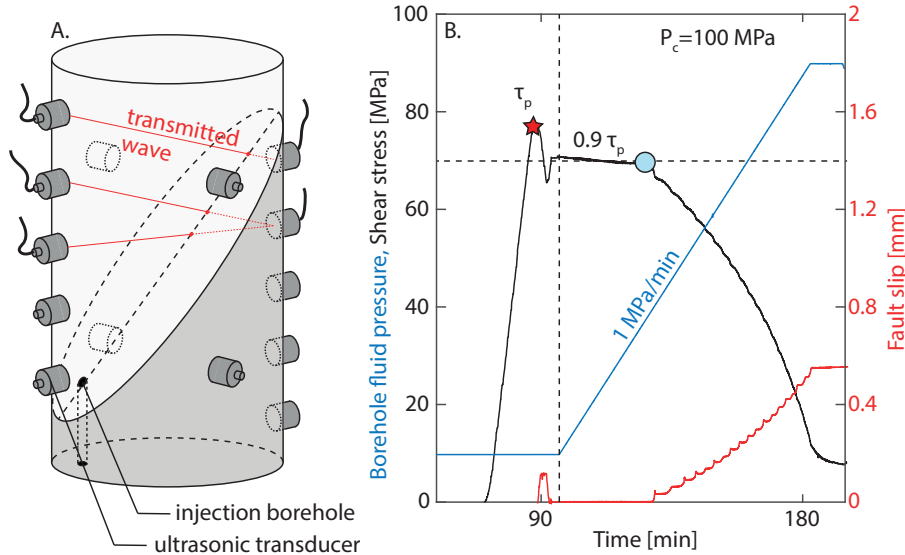 A.
transmitted
wave
injection borehole
ultrasonic transducer
B.
P_c=100 MPa
τ_p
0.9 τ_p
1 MPa/min
Borehole fluid pressure, Shear stress [MPa]
100
80
60
40
20
0
90
180
Time [min]
2
1.6
1.2
0.8
0.4
0
Fault slip [mm]